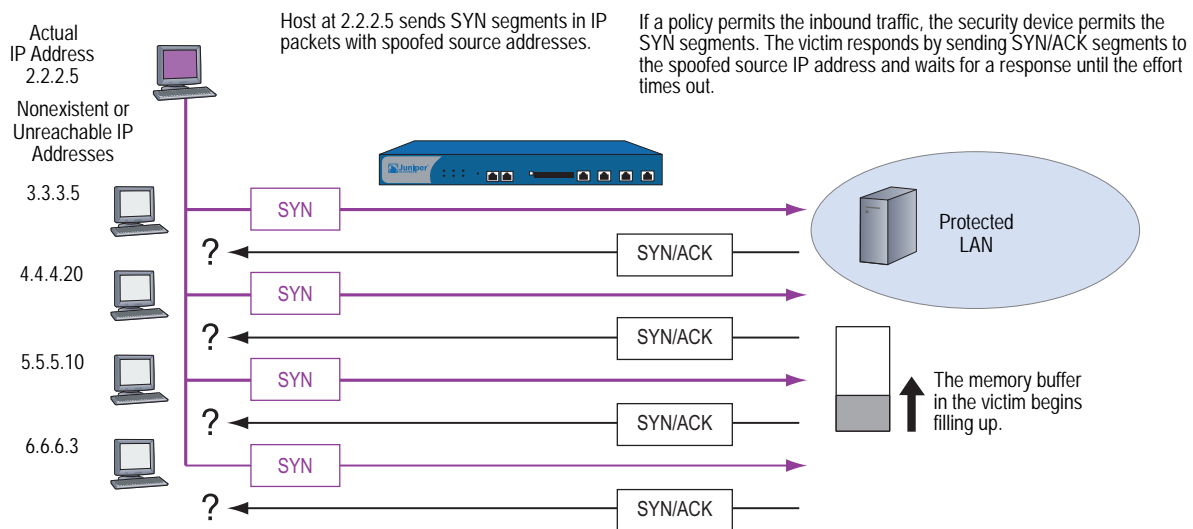 Actual
IP Address
2.2.2.5
Host at 2.2.2.5 sends SYN segments in IP
packets with spoofed source addresses.
If a policy permits the inbound traffic, the security device permits the
SYN segments. The victim responds by sending SYN/ACK segments to
the spoofed source IP address and waits for a response until the effort
times out.
Nonexistent or
Unreachable IP
Addresses
Juniper
3.3.3.5
SYN
Protected
LAN
?
SYN/ACK
4.4.4.20
SYN
?
SYN/ACK
5.5.5.10
SYN
The memory buffer
in the victim begins
filling up.
?
SYN/ACK
6.6.6.3
SYN
?
SYN/ACK